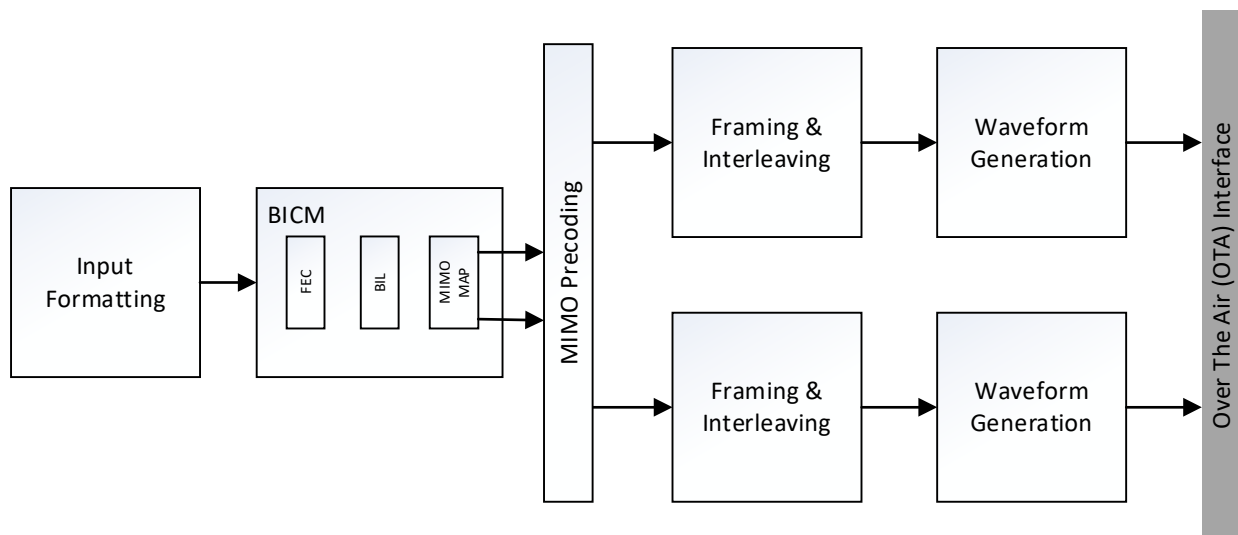 Input
Formatting
BICM
FEC
BIL
MIMO
MAP
MIMO Precoding
Framing &
Interleaving
Waveform
Generation
Framing &
Interleaving
Waveform
Generation
Over The Air (OTA) Interface